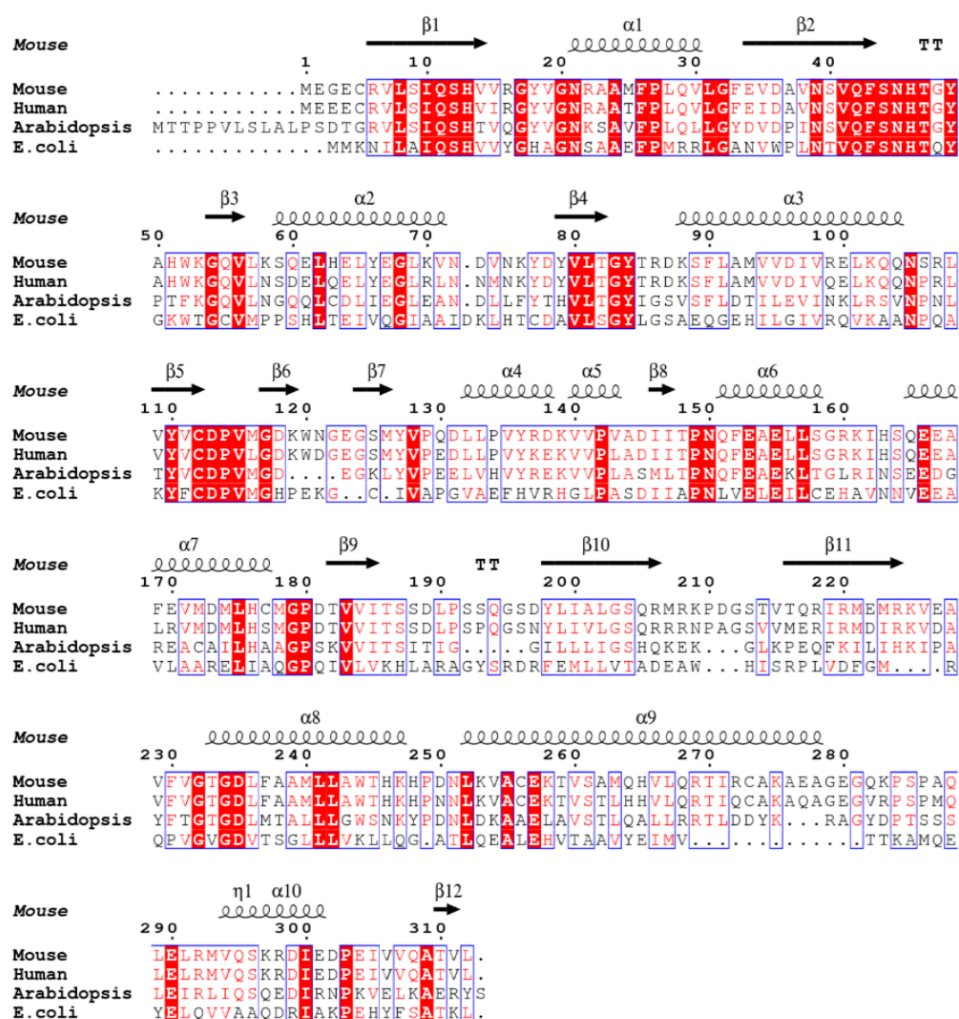 β1 α1 β2
Mouse TT
1 10 20 30 40
Mouse ...........MEGECRVLSIQSHVVRGYVGNRAAMFPLQVLGFEVDAVNSVQFSNHTGY
Human ...........MEEECRVLSIQSHVIRGYVGNRAATFPLQVLGFEIDAVNSVQFSNHTGY
Arabidopsis MTTPPVLSLALPSDTGRVLSIQSHTVQGYVGNKSAVFPLQLLGYDVDPINSVQFSNHTGY
E.coli .............MMKNILAIQSHVVYGHAGNSAAEFPMRRLGANVWPLNTVQFSNHTQY
β3 α2 β4 α3
Mouse
50 60 70 80 90 100
Mouse AHWKGQVLKSQELHELYEGLKVN.DVNKYDYVLTGYTRDKSFLAMVVDIVRELKQQNSRL
Human AHWKGQVLNSDELQELYEGLRLN.NMNKYDYVLTGYTRDKSFLAMVVDIVQELKQQNPRL
Arabidopsis PTFKGQVLNGQQLCDLIEGLEAN.DLLFYTHVLTGYIGSVSFLDTILEVINKLRSVNPNL
E.coli GKWTGCVMPPSHLTEIVQGIAAIDKLHTCDAVLSGYLGSAEQGEHILGIVRQVKAANPQA
β5 β6 β7 α4 α5 β8 α6
Mouse
110 120 130 140 150 160
Mouse VYVCDPVMGDKWNGEGSMYVPQDLLPVYRDKVVPVADIITPNQFEAELLSGRKIHSQEEA
Human VYVCDPVLGDKWDGEGSMYVPEDLLPVYKEKVVPLADIITPNQFEAELLSGRKIHSQEEA
Arabidopsis TYVCDPVMGD...EGKLYVPEELVHVYREKVVPLASMLTPNQFEAEKLTGLRINSEEDG
E.coli KYFCDPVMGHPEKG..C.IVAPGVAEFHVRHGLPASDIIAPNLVELEILCEHAVNNVEEA
α7 β9 β10 β11
Mouse TT
170 180 190 200 210 220
Mouse FEVMDMLHCMGPDTVVITSSDLPSSQGSDYLIALGSQRMRKPDGSTVTQRIRMEMRKVEA
Human LRVMDMLHSMGPDTVVITSSDLPSPQGSNYLIVLGSQRRRNPAGSVVMERIRMDIRKVDA
Arabidopsis REACAILHAAGPSKVVITSITIG....GILLLIGSHQKEK...GLKPEQFKILIHKIPA
E.coli VLAARELIAQGPQIVLVKHLARAGYSRDRFEMLLVTADEAW...HISRPLVDFGM....R
α8 α9
Mouse
230 240 250 260 270 280
Mouse VFVGTGDLFAAMLLAWTHKHPDNLKVACEKTVSAMQHVLQRTIRCAKAEAGEGQKPSPAQ
Human VFVGTGDLFAAMLLAWTHKHPNNLKVACEKTVSTLHHVLQRTIQCAKAQAGEGVRPSPMQ
Arabidopsis YFTGTGDLMTALLLGWSNKYPDNLDKAAELAVSTLQALLRRTLDDYK...RAGYDPTSSS
E.coli QPVGVGDVTSGLLLVKLLQG.ATLQEALEHVTAAVYEIMV...........TTKAMQE
η1 α10 β12
Mouse
290 300 310
Mouse LELRMVQSKRDIEDPEIVVQATVL.
Human LELRMVQSKRDIEDPEIVVQATVL.
Arabidopsis LEIRLIQSQEDIRNPKVELKAERYS
E.coli YELQVVAAQDRIAKPEHYFSATKL.